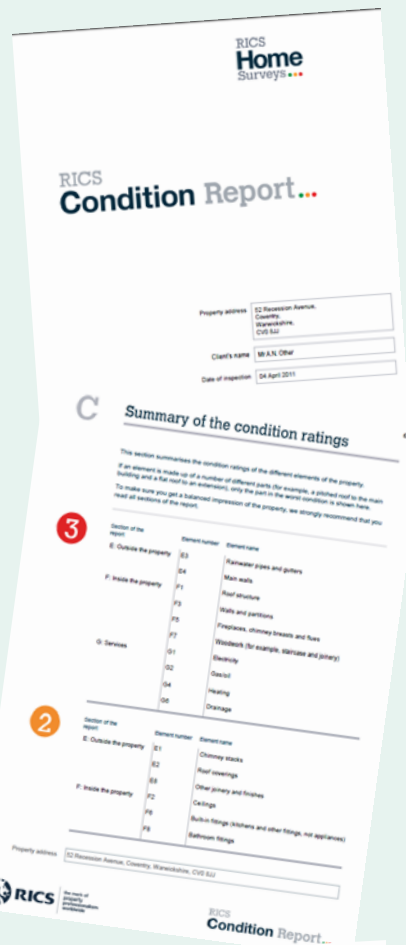 RICS
Home
Surveys
RICS
Condition Report...
Property address
52 Recession Avenue,
Coventry,
Warwickshire,
CV0 0JJ
Client's name Mr A.N. Other
Date of inspection 04 April 2011
C Summary of the condition ratings
This section summarises the condition ratings of the different elements of the property.
If an element is made up of a number of different parts (for example, a pitched roof to the main
building and a flat roof to an extension), only the part in the worst condition is shown here.
To make sure you get a balanced impression of the property, we strongly recommend that you
read all sections of the report.
3
Section of the
report Element number Element name
E: Outside the property E3 Rainwater pipes and gutters
E4 Main walls
F: Inside the property F1 Roof structure
F3 Walls and partitions
F5 Fireplaces, chimney breasts and flues
F7 Woodwork (for example, staircase and joinery)
G: Services G1 Electricity
G2 Gas/oil
G4 Heating
G6 Drainage
2
Section of the
report Element number Element name
E: Outside the property E1 Chimney stacks
E2 Roof coverings
E8 Other joinery and finishes
F: Inside the property F2 Ceilings
F6 Built-in fittings (kitchens and other fittings, not appliances)
F8 Bathroom fittings
Property address 52 Recession Avenue, Coventry, Warwickshire, CV0 0JJ
RICS
the mark of
property
professionalism
worldwide
RICS
Condition Report...